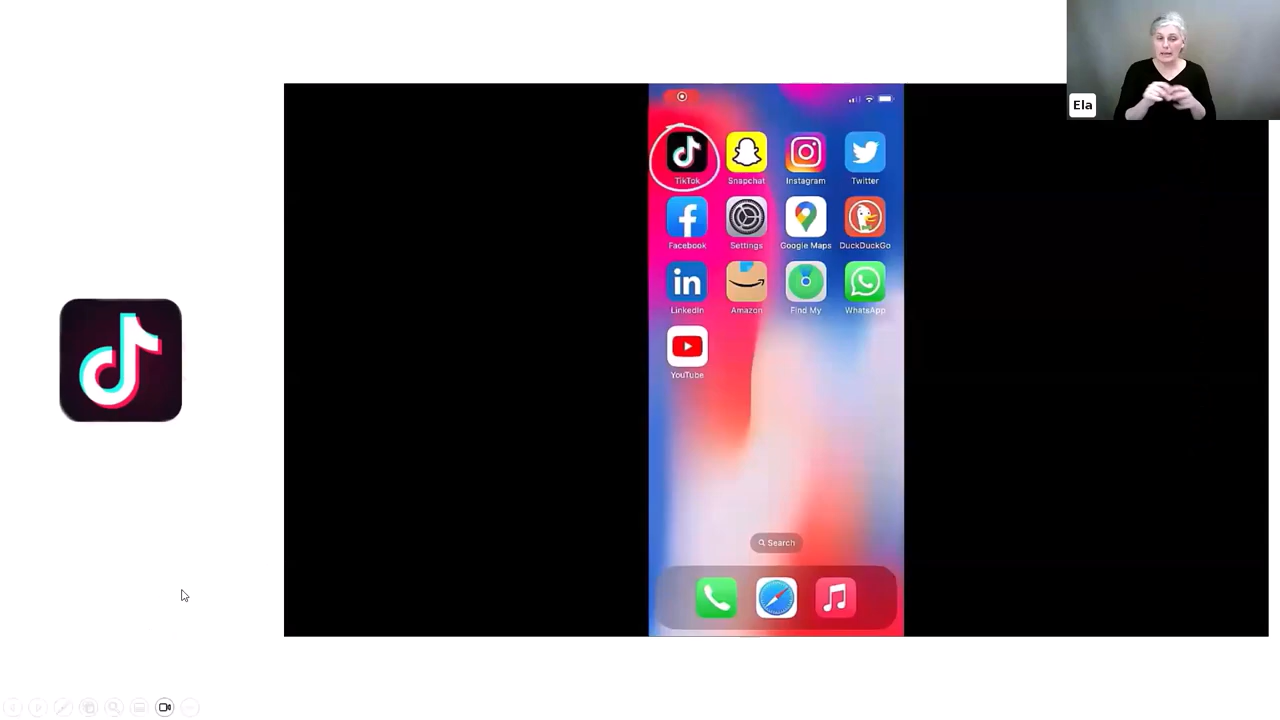 Ela
TikTok Snapchat Instagram Twitter
Facebook Settings Google Maps DuckDuckGo
LinkedIn Amazon Find My WhatsApp
YouTube
Search